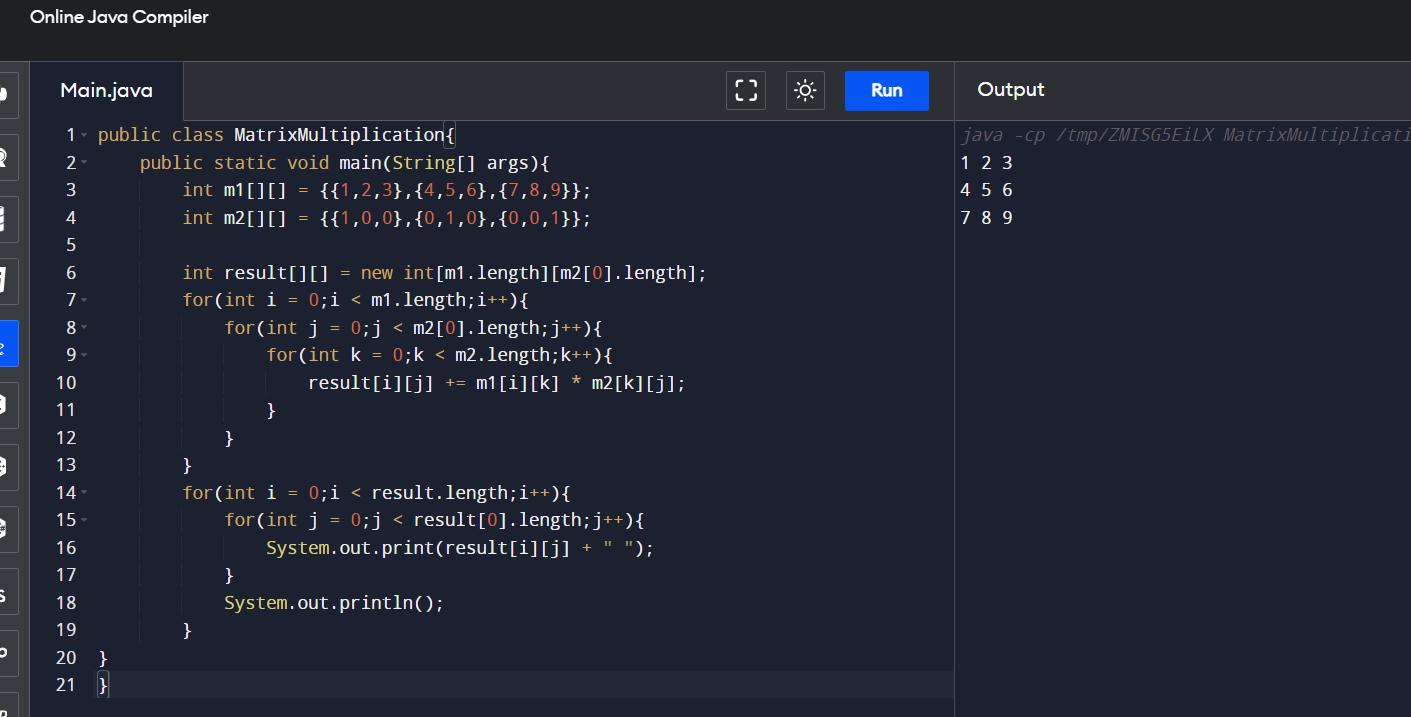 Online Java Compiler
Main.java
Run
Output
1 public class MatrixMultiplication{
2     public static void main(String[] args){
3         int m1[][] = {{1,2,3},{4,5,6},{7,8,9}};
4         int m2[][] = {{1,0,0},{0,1,0},{0,0,1}};
5
6         int result[][] = new int[m1.length][m2[0].length];
7         for(int i = 0;i < m1.length;i++){
8             for(int j = 0;j < m2[0].length;j++){
9                 for(int k = 0;k < m2.length;k++){
10                     result[i][j] += m1[i][k] * m2[k][j];
11                 }
12             }
13         }
14         for(int i = 0;i < result.length;i++){
15             for(int j = 0;j < result[0].length;j++){
16                 System.out.print(result[i][j] + " ");
17             }
18             System.out.println();
19         }
20 }
21 }
java -cp /tmp/ZMISG5EiLX MatrixMultiplicati
1 2 3
4 5 6
7 8 9